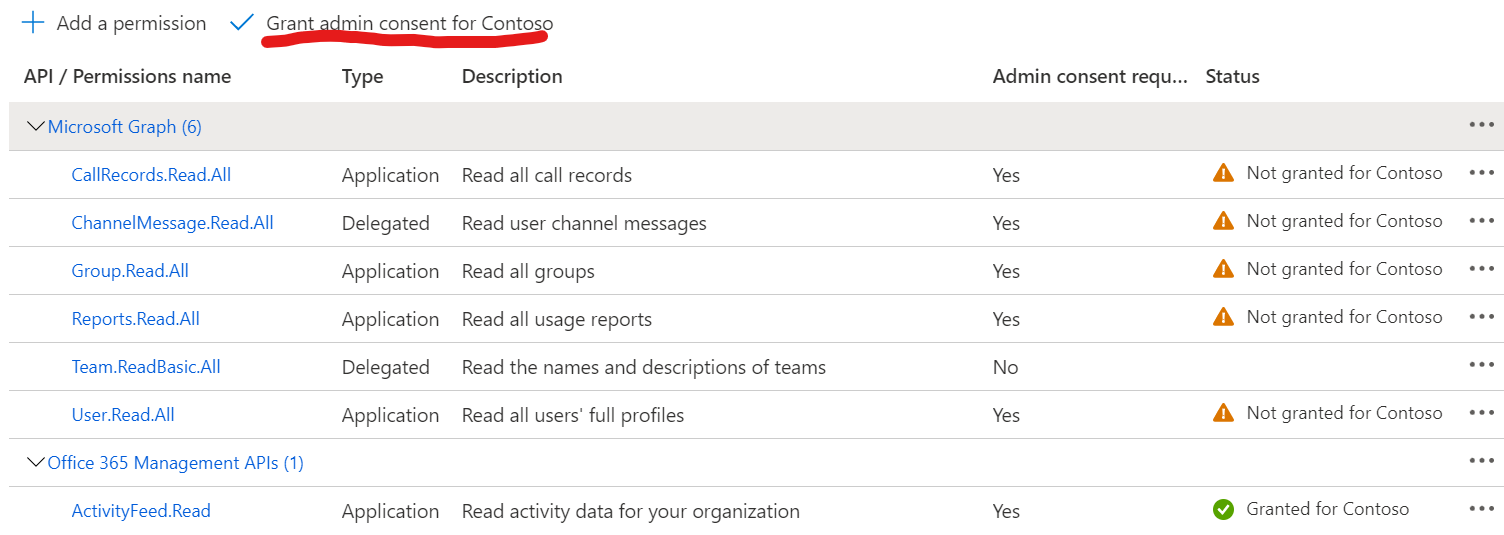 Add a permission Grant admin consent for Contoso
API / Permissions name Type Description Admin consent requ... Status
Microsoft Graph (6)
CallRecords.Read.All Application Read all call records Yes Not granted for Contoso
ChannelMessage.Read.All Delegated Read user channel messages Yes Not granted for Contoso
Group.Read.All Application Read all groups Yes Not granted for Contoso
Reports.Read.All Application Read all usage reports Yes Not granted for Contoso
Team.ReadBasic.All Delegated Read the names and descriptions of teams No
User.Read.All Application Read all users' full profiles Yes Not granted for Contoso
Office 365 Management APIs (1)
ActivityFeed.Read Application Read activity data for your organization Yes Granted for Contoso